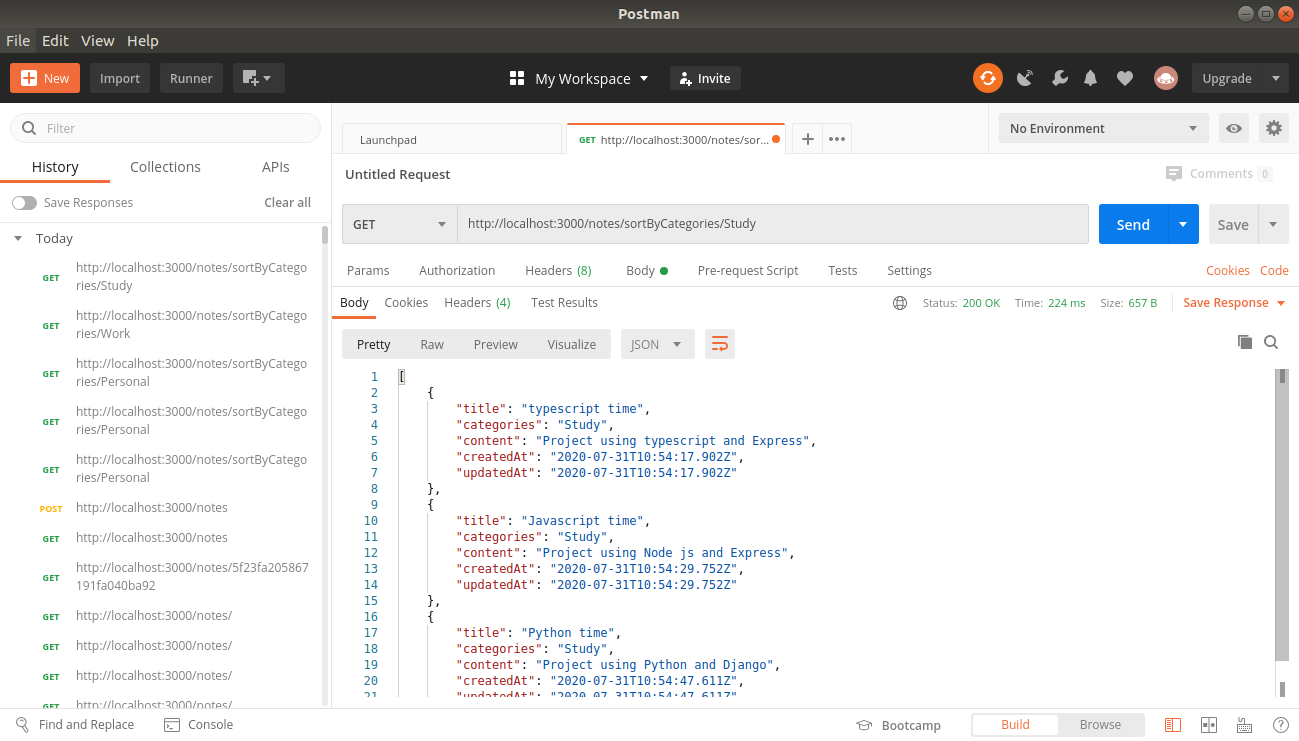 Postman
File Edit View Help
New Import Runner My Workspace Invite Upgrade
Filter
History Collections APIs
Save Responses Clear all
Today
GET http://localhost:3000/notes/sortByCatego
ries/Study
GET http://localhost:3000/notes/sortByCatego
ries/Work
GET http://localhost:3000/notes/sortByCatego
ries/Personal
GET http://localhost:3000/notes/sortByCatego
ries/Personal
GET http://localhost:3000/notes/sortByCatego
ries/Personal
POST http://localhost:3000/notes
GET http://localhost:3000/notes
GET http://localhost:3000/notes/5f23fa205867
191fa040ba92
GET http://localhost:3000/notes/
GET http://localhost:3000/notes/
GET http://localhost:3000/notes/
GET http://localhost:3000/notes/
Launchpad GET http://localhost:3000/notes/sor... No Environment
Untitled Request Comments 0
GET http://localhost:3000/notes/sortByCategories/Study Send Save
Params Authorization Headers (8) Body Pre-request Script Tests Settings Cookies Code
Body Cookies Headers (4) Test Results Status: 200 OK Time: 224 ms Size: 657 B Save Response
Pretty Raw Preview Visualize JSON
1 [
2 {
3 "title": "typescript time",
4 "categories": "Study",
5 "content": "Project using typescript and Express",
6 "createdAt": "2020-07-31T10:54:17.902Z",
7 "updatedAt": "2020-07-31T10:54:17.902Z"
8 },
9 {
10 "title": "Javascript time",
11 "categories": "Study",
12 "content": "Project using Node js and Express",
13 "createdAt": "2020-07-31T10:54:29.752Z",
14 "updatedAt": "2020-07-31T10:54:29.752Z"
15 },
16 {
17 "title": "Python time",
18 "categories": "Study",
19 "content": "Project using Python and Django",
20 "createdAt": "2020-07-31T10:54:47.611Z",
21 "updatedAt": "2020-07-31T10:54:47.611Z"
Find and Replace Console Bootcamp Build Browse